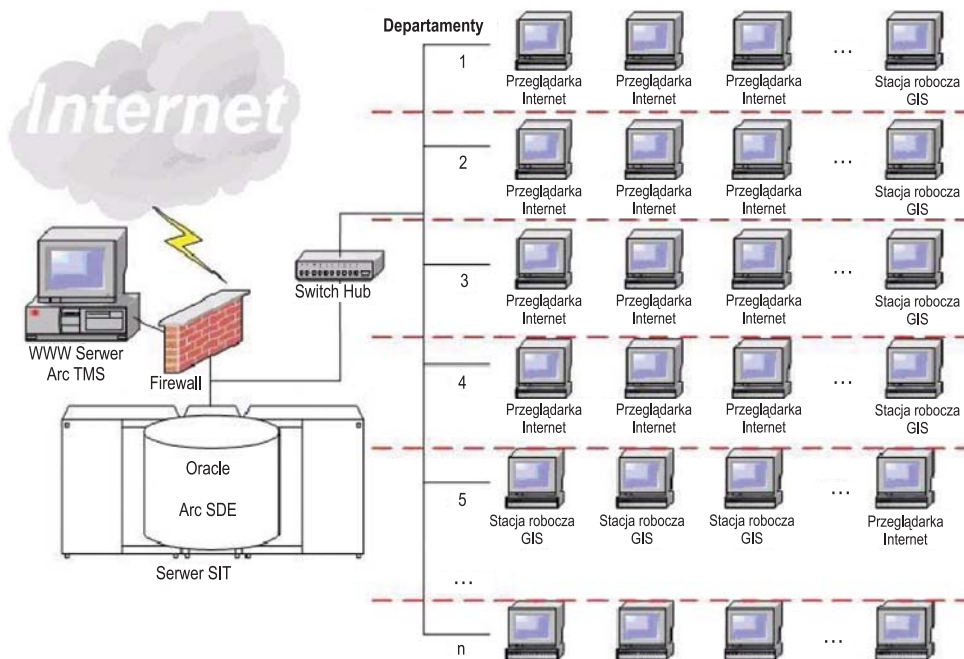 Departamenty
Internet
1
Przeglądarka Internet
Przeglądarka Internet
Przeglądarka Internet
...
Stacja robocza GIS
2
Przeglądarka Internet
Przeglądarka Internet
Przeglądarka Internet
...
Stacja robocza GIS
3
Przeglądarka Internet
Przeglądarka Internet
Przeglądarka Internet
...
Stacja robocza GIS
4
Przeglądarka Internet
Przeglądarka Internet
Przeglądarka Internet
...
Stacja robocza GIS
5
Stacja robocza GIS
Stacja robocza GIS
Stacja robocza GIS
...
Przeglądarka Internet
...
n
...
Switch Hub
WWW Serwer
Arc TMS
Firewall
Oracle
Arc SDE
Serwer SIT